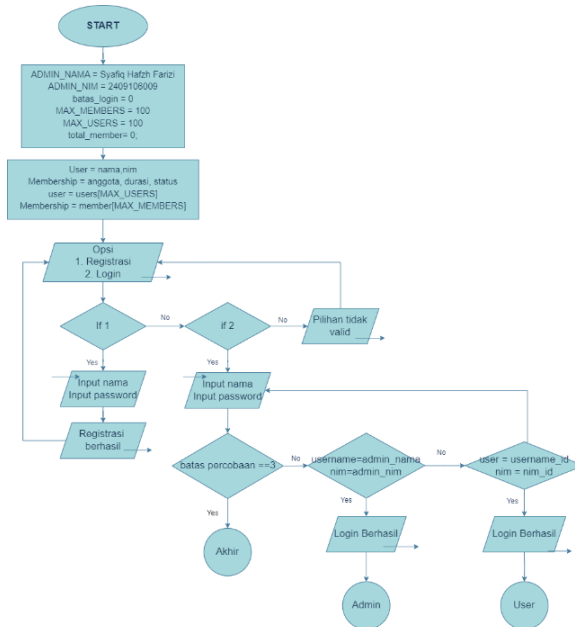 START
ADMIN_NAMA = Syafiq Hafzh Farizi
ADMIN_NIM = 2409106009
batas_login = 0
MAX_MEMBERS = 100
MAX_USERS = 100
total_member= 0;
User = nama,nim
Membership = anggota, durasi, status
user = users[MAX_USERS]
Membership = member[MAX_MEMBERS]
Opsi
1. Registrasi
2. Login
If 1
No
if 2
No
Pilihan tidak
valid
Yes
Yes
Input nama
Input password
Input nama
Input password
Registrasi
berhasil
batas percobaan ==3
No
username=admin_nama
nim=admin_nim
No
user = username_id
nim = nim_id
Yes
Yes
Yes
Akhir
Login Berhasil
Login Berhasil
Admin
User